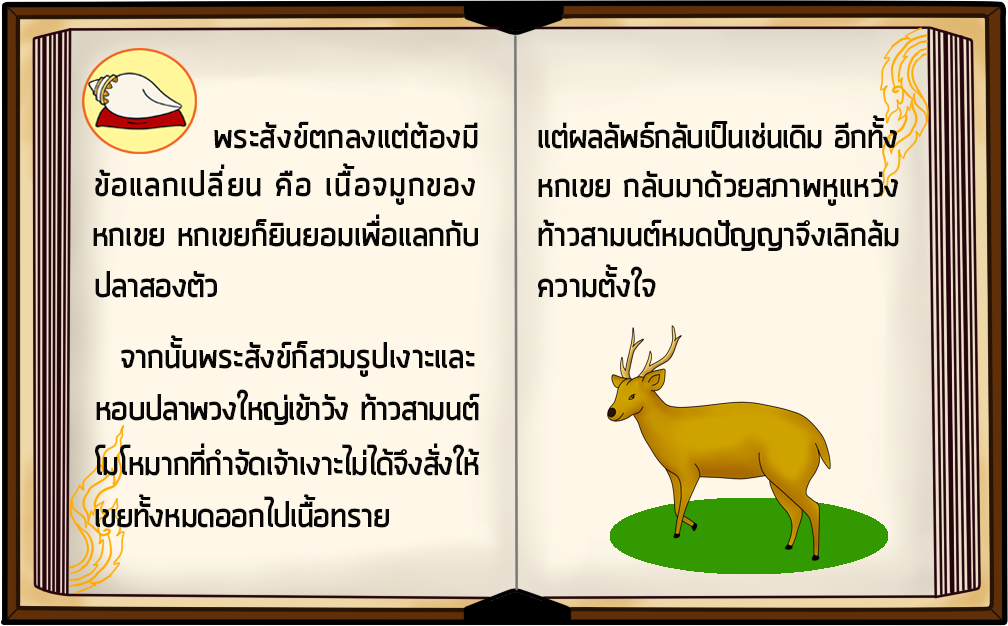 พระสังข์ตกลงแต่ต้องมี
ข้อแลกเปลี่ยน คือ เนื้อจมูกของ
หกเขย หกเขยก็ยินยอมเพื่อแลกกับ
ปลาสองตัว
จากนั้นพระสังข์ก็สวมรูปเงาะและ
หอบปลาพวงใหญ่เข้าวัง ท้าวสามนต์
โมโหมากที่กำจัดเจ้าเงาะไม่ได้จึงสั่งให้
เขยทั้งหมดออกไปเนื้อทราย
แต่ผลลัพธ์กลับเป็นเช่นเดิม อีกทั้ง
หกเขย กลับมาด้วยสภาพหูแหว่ง
ท้าวสามนต์หมดปัญญาจึงเลิกล้ม
ความตั้งใจ